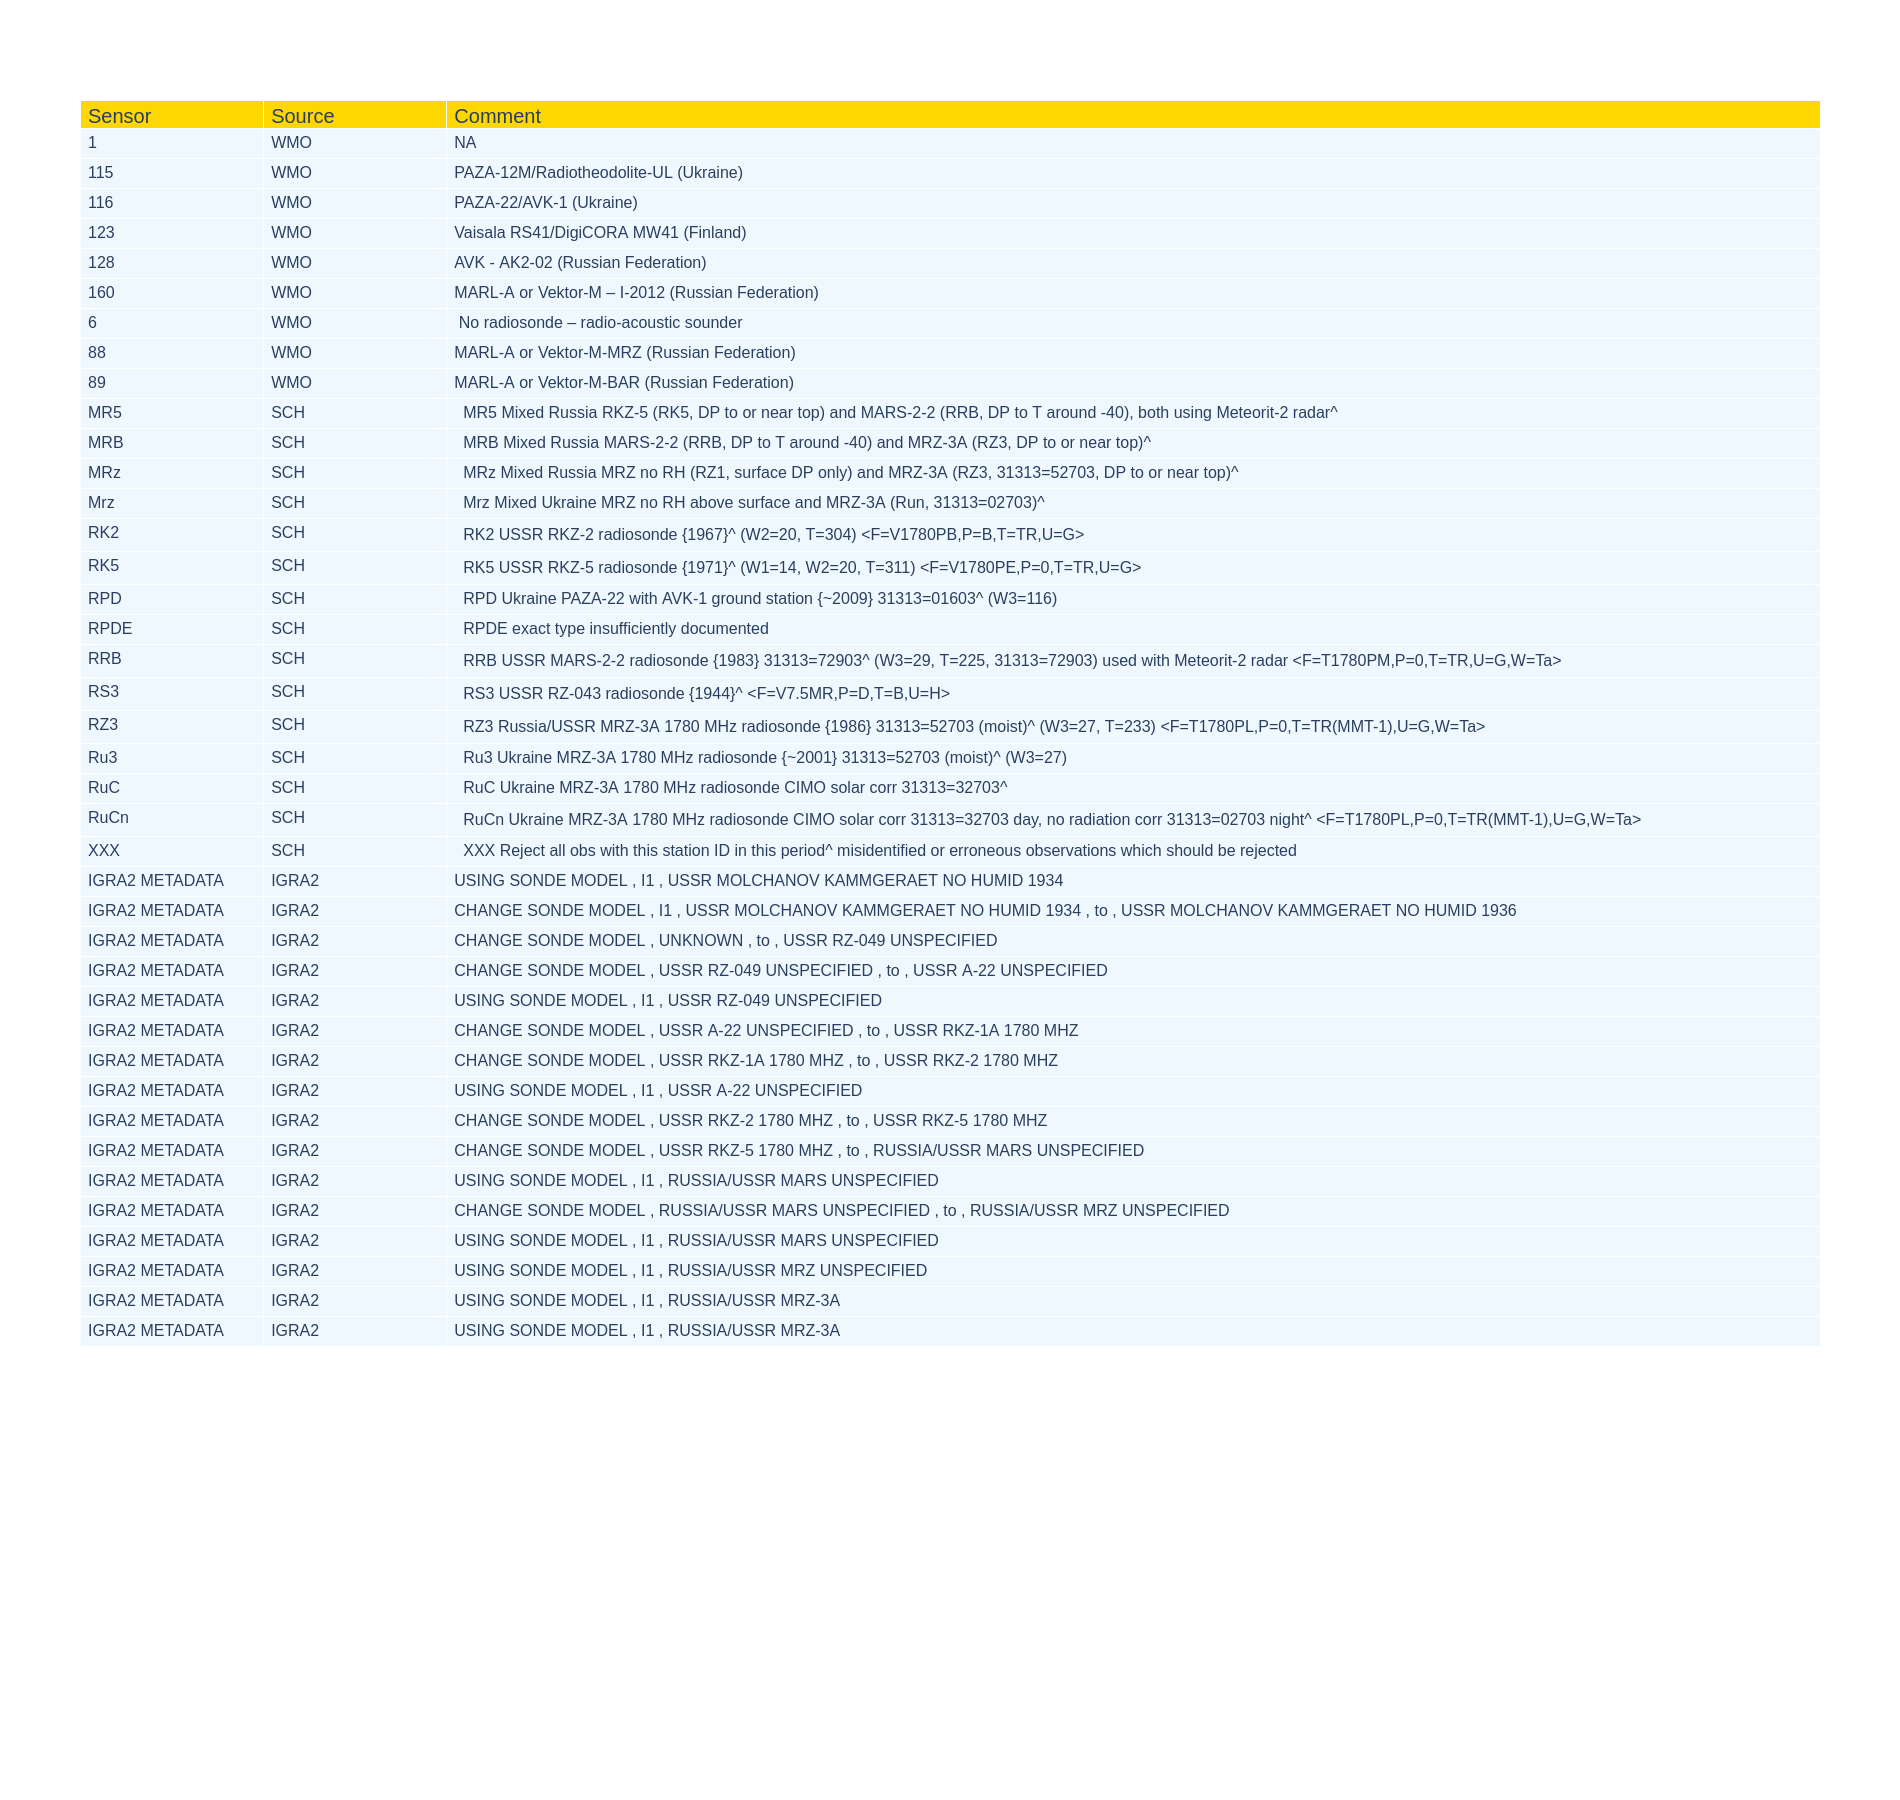 Sensor Source Comment
1 WMO NA
115 WMO PAZA-12M/Radiotheodolite-UL (Ukraine)
116 WMO PAZA-22/AVK-1 (Ukraine)
123 WMO Vaisala RS41/DigiCORA MW41 (Finland)
128 WMO AVK - AK2-02 (Russian Federation)
160 WMO MARL-A or Vektor-M – I-2012 (Russian Federation)
6 WMO No radiosonde – radio-acoustic sounder
88 WMO MARL-A or Vektor-M-MRZ (Russian Federation)
89 WMO MARL-A or Vektor-M-BAR (Russian Federation)
MR5 SCH MR5 Mixed Russia RKZ-5 (RK5, DP to or near top) and MARS-2-2 (RRB, DP to T around -40), both using Meteorit-2 radar^
MRB SCH MRB Mixed Russia MARS-2-2 (RRB, DP to T around -40) and MRZ-3A (RZ3, DP to or near top)^
MRz SCH MRz Mixed Russia MRZ no RH (RZ1, surface DP only) and MRZ-3A (RZ3, 31313=52703, DP to or near top)^
Mrz SCH Mrz Mixed Ukraine MRZ no RH above surface and MRZ-3A (Run, 31313=02703)^
RK2 SCH RK2 USSR RKZ-2 radiosonde {1967}^ (W2=20, T=304) <F=V1780PB,P=B,T=TR,U=G>
RK5 SCH RK5 USSR RKZ-5 radiosonde {1971}^ (W1=14, W2=20, T=311) <F=V1780PE,P=0,T=TR,U=G>
RPD SCH RPD Ukraine PAZA-22 with AVK-1 ground station {~2009} 31313=01603^ (W3=116)
RPDE SCH RPDE exact type insufficiently documented
RRB SCH RRB USSR MARS-2-2 radiosonde {1983} 31313=72903^ (W3=29, T=225, 31313=72903) used with Meteorit-2 radar <F=T1780PM,P=0,T=TR,U=G,W=Ta>
RS3 SCH RS3 USSR RZ-043 radiosonde {1944}^ <F=V7.5MR,P=D,T=B,U=H>
RZ3 SCH RZ3 Russia/USSR MRZ-3A 1780 MHz radiosonde {1986} 31313=52703 (moist)^ (W3=27, T=233) <F=T1780PL,P=0,T=TR(MMT-1),U=G,W=Ta>
Ru3 SCH Ru3 Ukraine MRZ-3A 1780 MHz radiosonde {~2001} 31313=52703 (moist)^ (W3=27)
RuC SCH RuC Ukraine MRZ-3A 1780 MHz radiosonde CIMO solar corr 31313=32703^
RuCn SCH RuCn Ukraine MRZ-3A 1780 MHz radiosonde CIMO solar corr 31313=32703 day, no radiation corr 31313=02703 night^ <F=T1780PL,P=0,T=TR(MMT-1),U=G,W=Ta>
XXX SCH XXX Reject all obs with this station ID in this period^ misidentified or erroneous observations which should be rejected
IGRA2 METADATA IGRA2 USING SONDE MODEL , I1 , USSR MOLCHANOV KAMMGERAET NO HUMID 1934
IGRA2 METADATA IGRA2 CHANGE SONDE MODEL , I1 , USSR MOLCHANOV KAMMGERAET NO HUMID 1934 , to , USSR MOLCHANOV KAMMGERAET NO HUMID 1936
IGRA2 METADATA IGRA2 CHANGE SONDE MODEL , UNKNOWN , to , USSR RZ-049 UNSPECIFIED
IGRA2 METADATA IGRA2 CHANGE SONDE MODEL , USSR RZ-049 UNSPECIFIED , to , USSR A-22 UNSPECIFIED
IGRA2 METADATA IGRA2 USING SONDE MODEL , I1 , USSR RZ-049 UNSPECIFIED
IGRA2 METADATA IGRA2 CHANGE SONDE MODEL , USSR A-22 UNSPECIFIED , to , USSR RKZ-1A 1780 MHZ
IGRA2 METADATA IGRA2 CHANGE SONDE MODEL , USSR RKZ-1A 1780 MHZ , to , USSR RKZ-2 1780 MHZ
IGRA2 METADATA IGRA2 USING SONDE MODEL , I1 , USSR A-22 UNSPECIFIED
IGRA2 METADATA IGRA2 CHANGE SONDE MODEL , USSR RKZ-2 1780 MHZ , to , USSR RKZ-5 1780 MHZ
IGRA2 METADATA IGRA2 CHANGE SONDE MODEL , USSR RKZ-5 1780 MHZ , to , RUSSIA/USSR MARS UNSPECIFIED
IGRA2 METADATA IGRA2 USING SONDE MODEL , I1 , RUSSIA/USSR MARS UNSPECIFIED
IGRA2 METADATA IGRA2 CHANGE SONDE MODEL , RUSSIA/USSR MARS UNSPECIFIED , to , RUSSIA/USSR MRZ UNSPECIFIED
IGRA2 METADATA IGRA2 USING SONDE MODEL , I1 , RUSSIA/USSR MARS UNSPECIFIED
IGRA2 METADATA IGRA2 USING SONDE MODEL , I1 , RUSSIA/USSR MRZ UNSPECIFIED
IGRA2 METADATA IGRA2 USING SONDE MODEL , I1 , RUSSIA/USSR MRZ-3A
IGRA2 METADATA IGRA2 USING SONDE MODEL , I1 , RUSSIA/USSR MRZ-3A